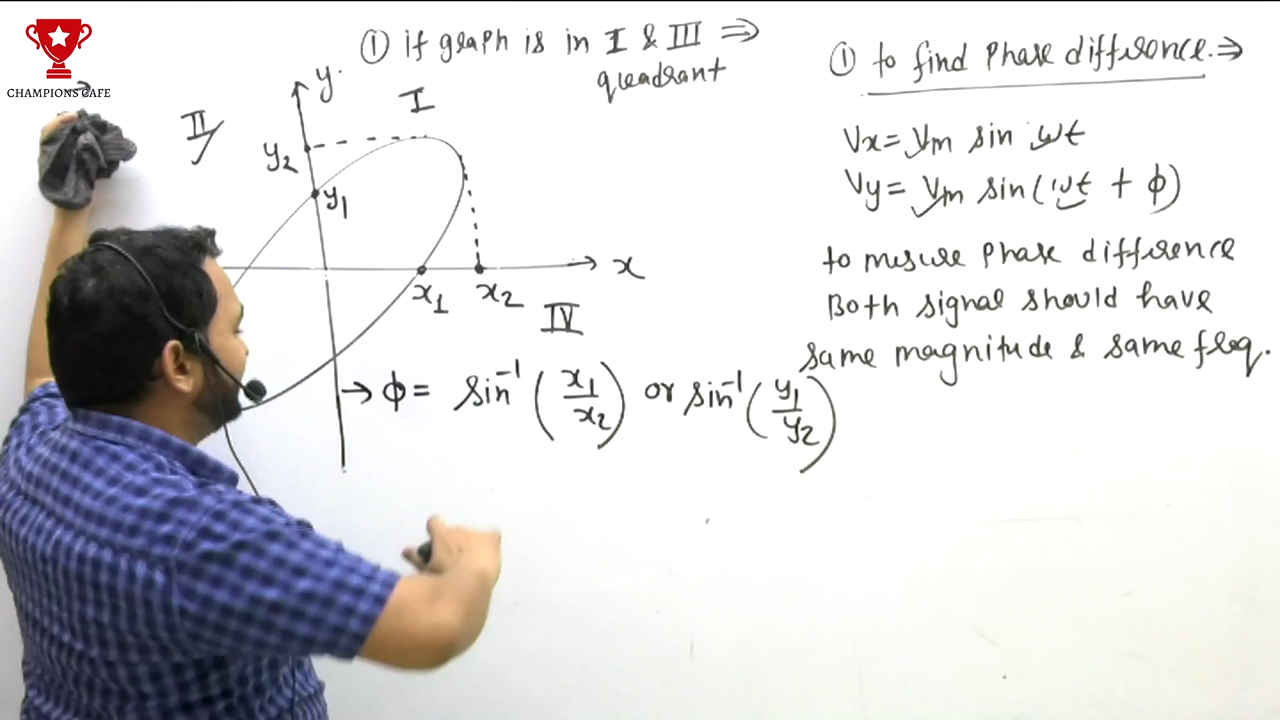 CHAMPIONS CAFE
① if graph is in I & III ⇒
quadrant
y.
I
II
y2
y1
x
x1
x2
IV
→ ϕ = sin⁻¹ (x1/x2) or sin⁻¹ (y1/y2)
① to find Phase difference. ⇒
Vx = Vm sin ωt
Vy = Vm sin (ωt + ϕ)
to mesure Phase difference
Both signal should have
same magnitude & same freq.